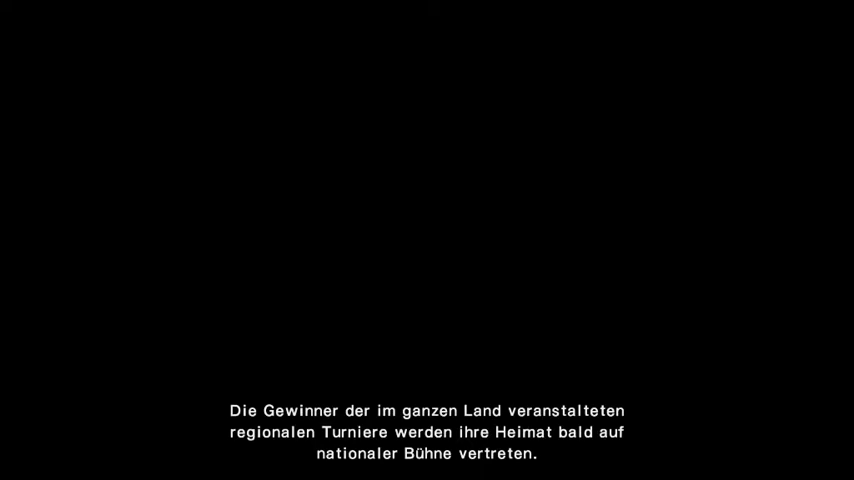 Die Gewinner der im ganzen Land veranstalteten
regionalen Turniere werden ihre Heimat bald auf
nationaler Bühne vertreten.